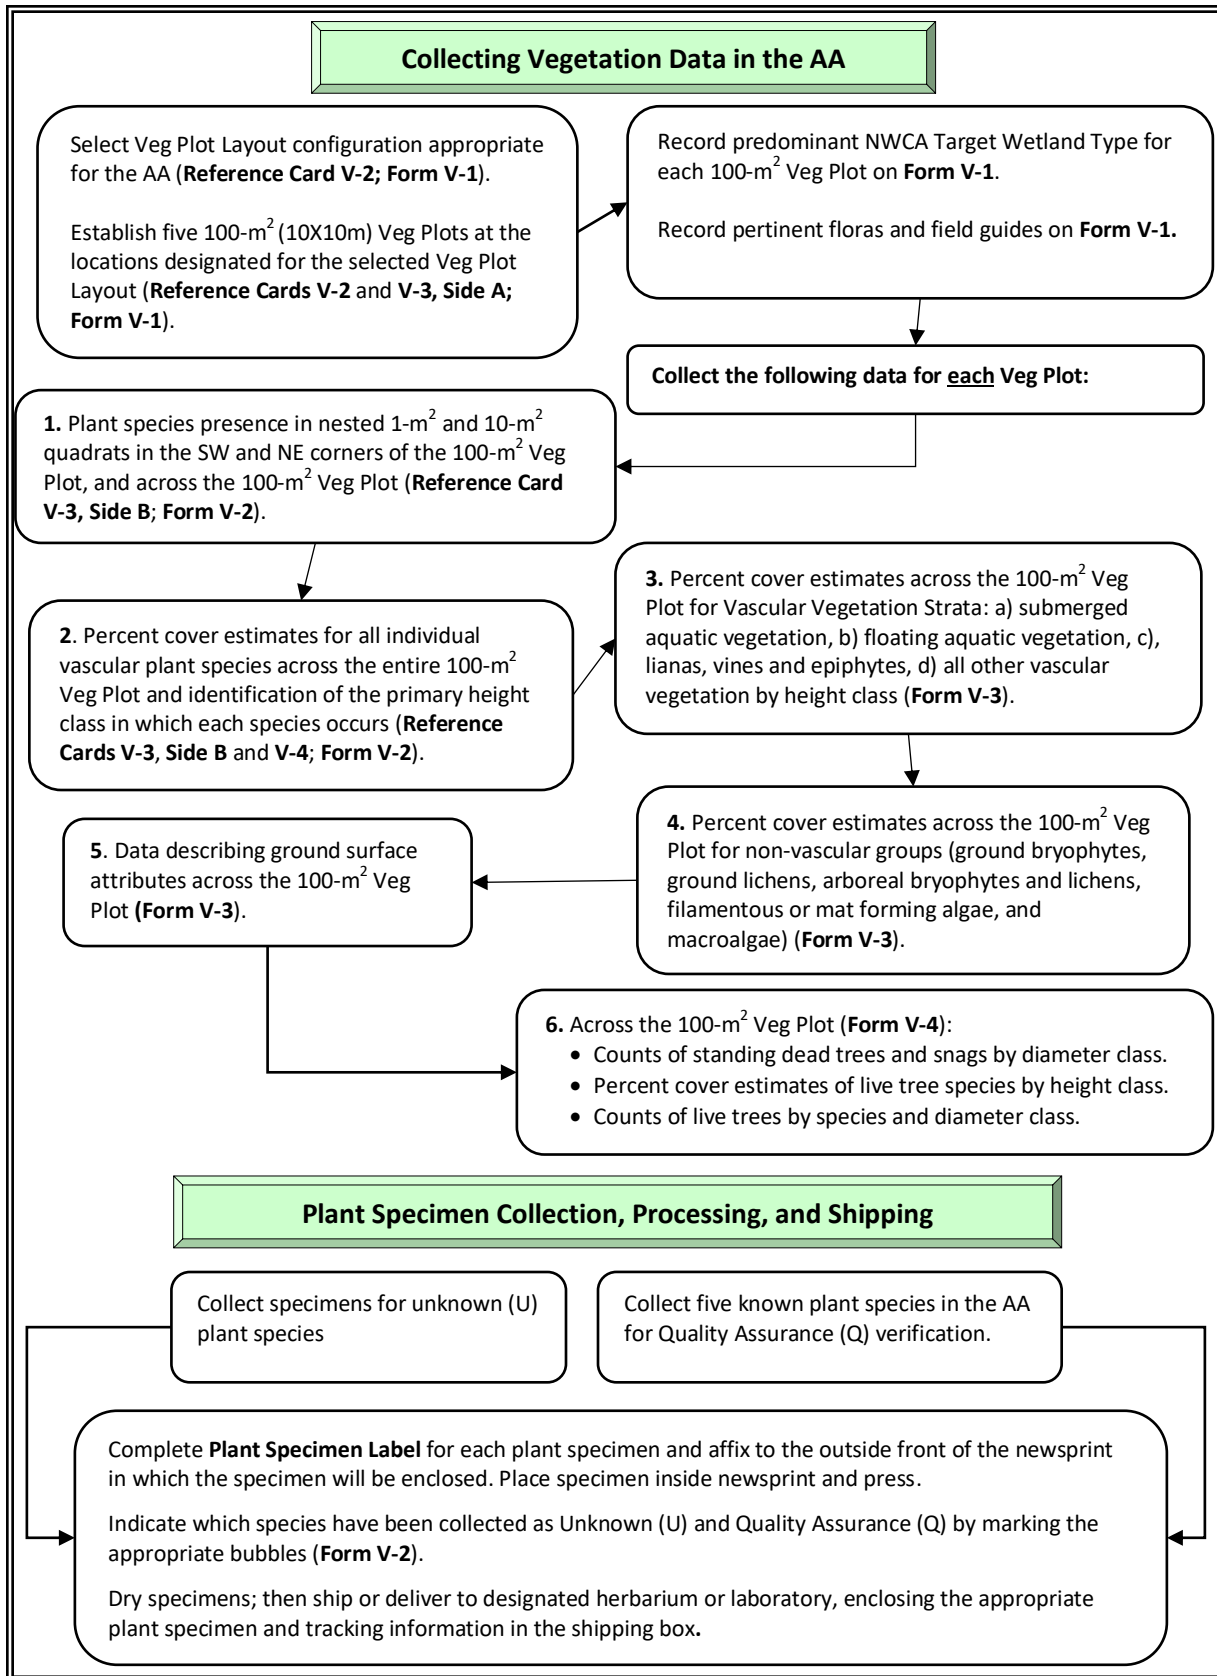 Collecting Vegetation Data in the AA
Select Veg Plot Layout configuration appropriate
for the AA (Reference Card V-2; Form V-1).
Establish five 100-m² (10X10m) Veg Plots at the
locations designated for the selected Veg Plot
Layout (Reference Cards V-2 and V-3, Side A;
Form V-1).
Record predominant NWCA Target Wetland Type for
each 100-m² Veg Plot on Form V-1.
Record pertinent floras and field guides on Form V-1.
Collect the following data for each Veg Plot:
1. Plant species presence in nested 1-m² and 10-m²
quadrats in the SW and NE corners of the 100-m² Veg
Plot, and across the 100-m² Veg Plot (Reference Card
V-3, Side B; Form V-2).
2. Percent cover estimates for all individual
vascular plant species across the entire 100-m²
Veg Plot and identification of the primary height
class in which each species occurs (Reference
Cards V-3, Side B and V-4; Form V-2).
3. Percent cover estimates across the 100-m² Veg
Plot for Vascular Vegetation Strata: a) submerged
aquatic vegetation, b) floating aquatic vegetation, c),
lianas, vines and epiphytes, d) all other vascular
vegetation by height class (Form V-3).
4. Percent cover estimates across the 100-m² Veg
Plot for non-vascular groups (ground bryophytes,
ground lichens, arboreal bryophytes and lichens,
filamentous or mat forming algae, and
macroalgae) (Form V-3).
5. Data describing ground surface
attributes across the 100-m² Veg
Plot (Form V-3).
6. Across the 100-m² Veg Plot (Form V-4):
• Counts of standing dead trees and snags by diameter class.
• Percent cover estimates of live tree species by height class.
• Counts of live trees by species and diameter class.
Plant Specimen Collection, Processing, and Shipping
Collect specimens for unknown (U)
plant species
Collect five known plant species in the AA
for Quality Assurance (Q) verification.
Complete Plant Specimen Label for each plant specimen and affix to the outside front of the newsprint
in which the specimen will be enclosed. Place specimen inside newsprint and press.
Indicate which species have been collected as Unknown (U) and Quality Assurance (Q) by marking the
appropriate bubbles (Form V-2).
Dry specimens; then ship or deliver to designated herbarium or laboratory, enclosing the appropriate
plant specimen and tracking information in the shipping box.